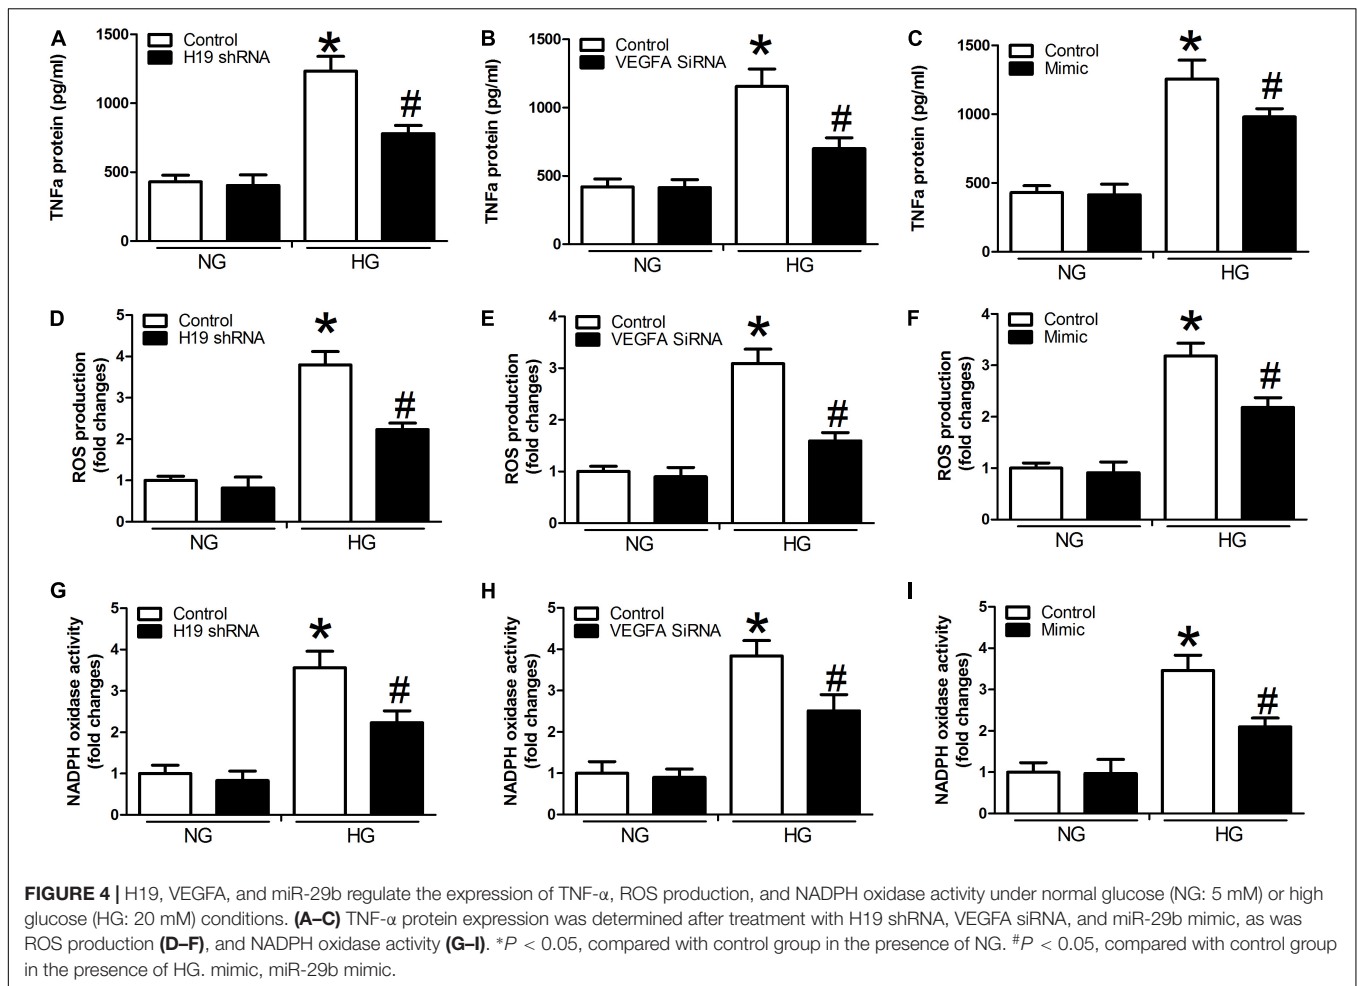 A
Control
H19 shRNA
TNFa protein (pg/ml)
1500
1000
500
0
*
#
NG
HG
B
Control
VEGFA SiRNA
TNFa protein (pg/ml)
1500
1000
500
0
*
#
NG
HG
C
Control
Mimic
TNFa protein (pg/ml)
1500
1000
500
0
*
#
NG
HG
D
Control
H19 shRNA
ROS production
(fold changes)
5
4
3
2
1
0
*
#
NG
HG
E
Control
VEGFA SiRNA
ROS production
(fold changes)
4
3
2
1
0
*
#
NG
HG
F
Control
Mimic
ROS production
(fold changes)
4
3
2
1
0
*
#
NG
HG
G
Control
H19 shRNA
NADPH oxidase activity
(fold changes)
5
4
3
2
1
0
*
#
NG
HG
H
Control
VEGFA SiRNA
NADPH oxidase activity
(fold changes)
5
4
3
2
1
0
*
#
NG
HG
I
Control
Mimic
NADPH oxidase activity
(fold changes)
5
4
3
2
1
0
*
#
NG
HG
FIGURE 4 | H19, VEGFA, and miR-29b regulate the expression of TNF-α, ROS production, and NADPH oxidase activity under normal glucose (NG: 5 mM) or high
glucose (HG: 20 mM) conditions. (A–C) TNF-α protein expression was determined after treatment with H19 shRNA, VEGFA siRNA, and miR-29b mimic, as was
ROS production (D–F), and NADPH oxidase activity (G–I). *P < 0.05, compared with control group in the presence of NG. #P < 0.05, compared with control group
in the presence of HG. mimic, miR-29b mimic.